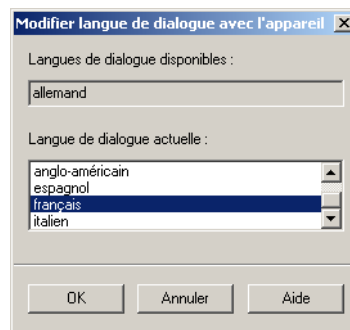 Modifier langue de dialogue avec l'appareil
Langues de dialogue disponibles :
allemand
Langue de dialogue actuelle :
anglo-américain
espagnol
français
italien
OK Annuler Aide